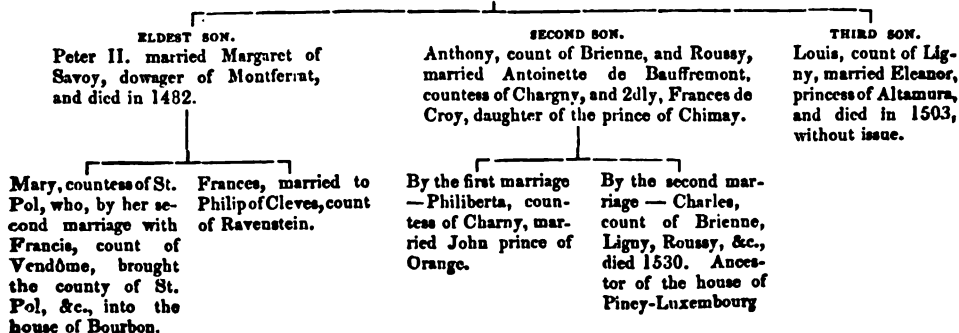 ELDEST SON.
Peter II. married Margaret of
Savoy, dowager of Montferrat,
and died in 1482.
SECOND SON.
Anthony, count of Brienne, and Roussy,
married Antoinette de Bauffremont,
countess of Chargny, and 2dly, Frances de
Croy, daughter of the prince of Chimay.
THIRD SON.
Louis, count of Lig-
ny, married Eleanor,
princess of Altamura,
and died in 1503,
without issue.
Mary, countess of St.
Pol, who, by her se-
cond marriage with
Francis, count of
Vendôme, brought
the county of St.
Pol, &c., into the
house of Bourbon.
Frances, married to
Philip of Cleves, count
of Ravenstein.
By the first marriage
— Philiberta, coun-
tess of Charny, mar-
ried John prince of
Orange.
By the second mar-
riage — Charles,
count of Brienne,
Ligny, Roussy, &c.,
died 1530. Ances-
tor of the house of
Piney-Luxembourg